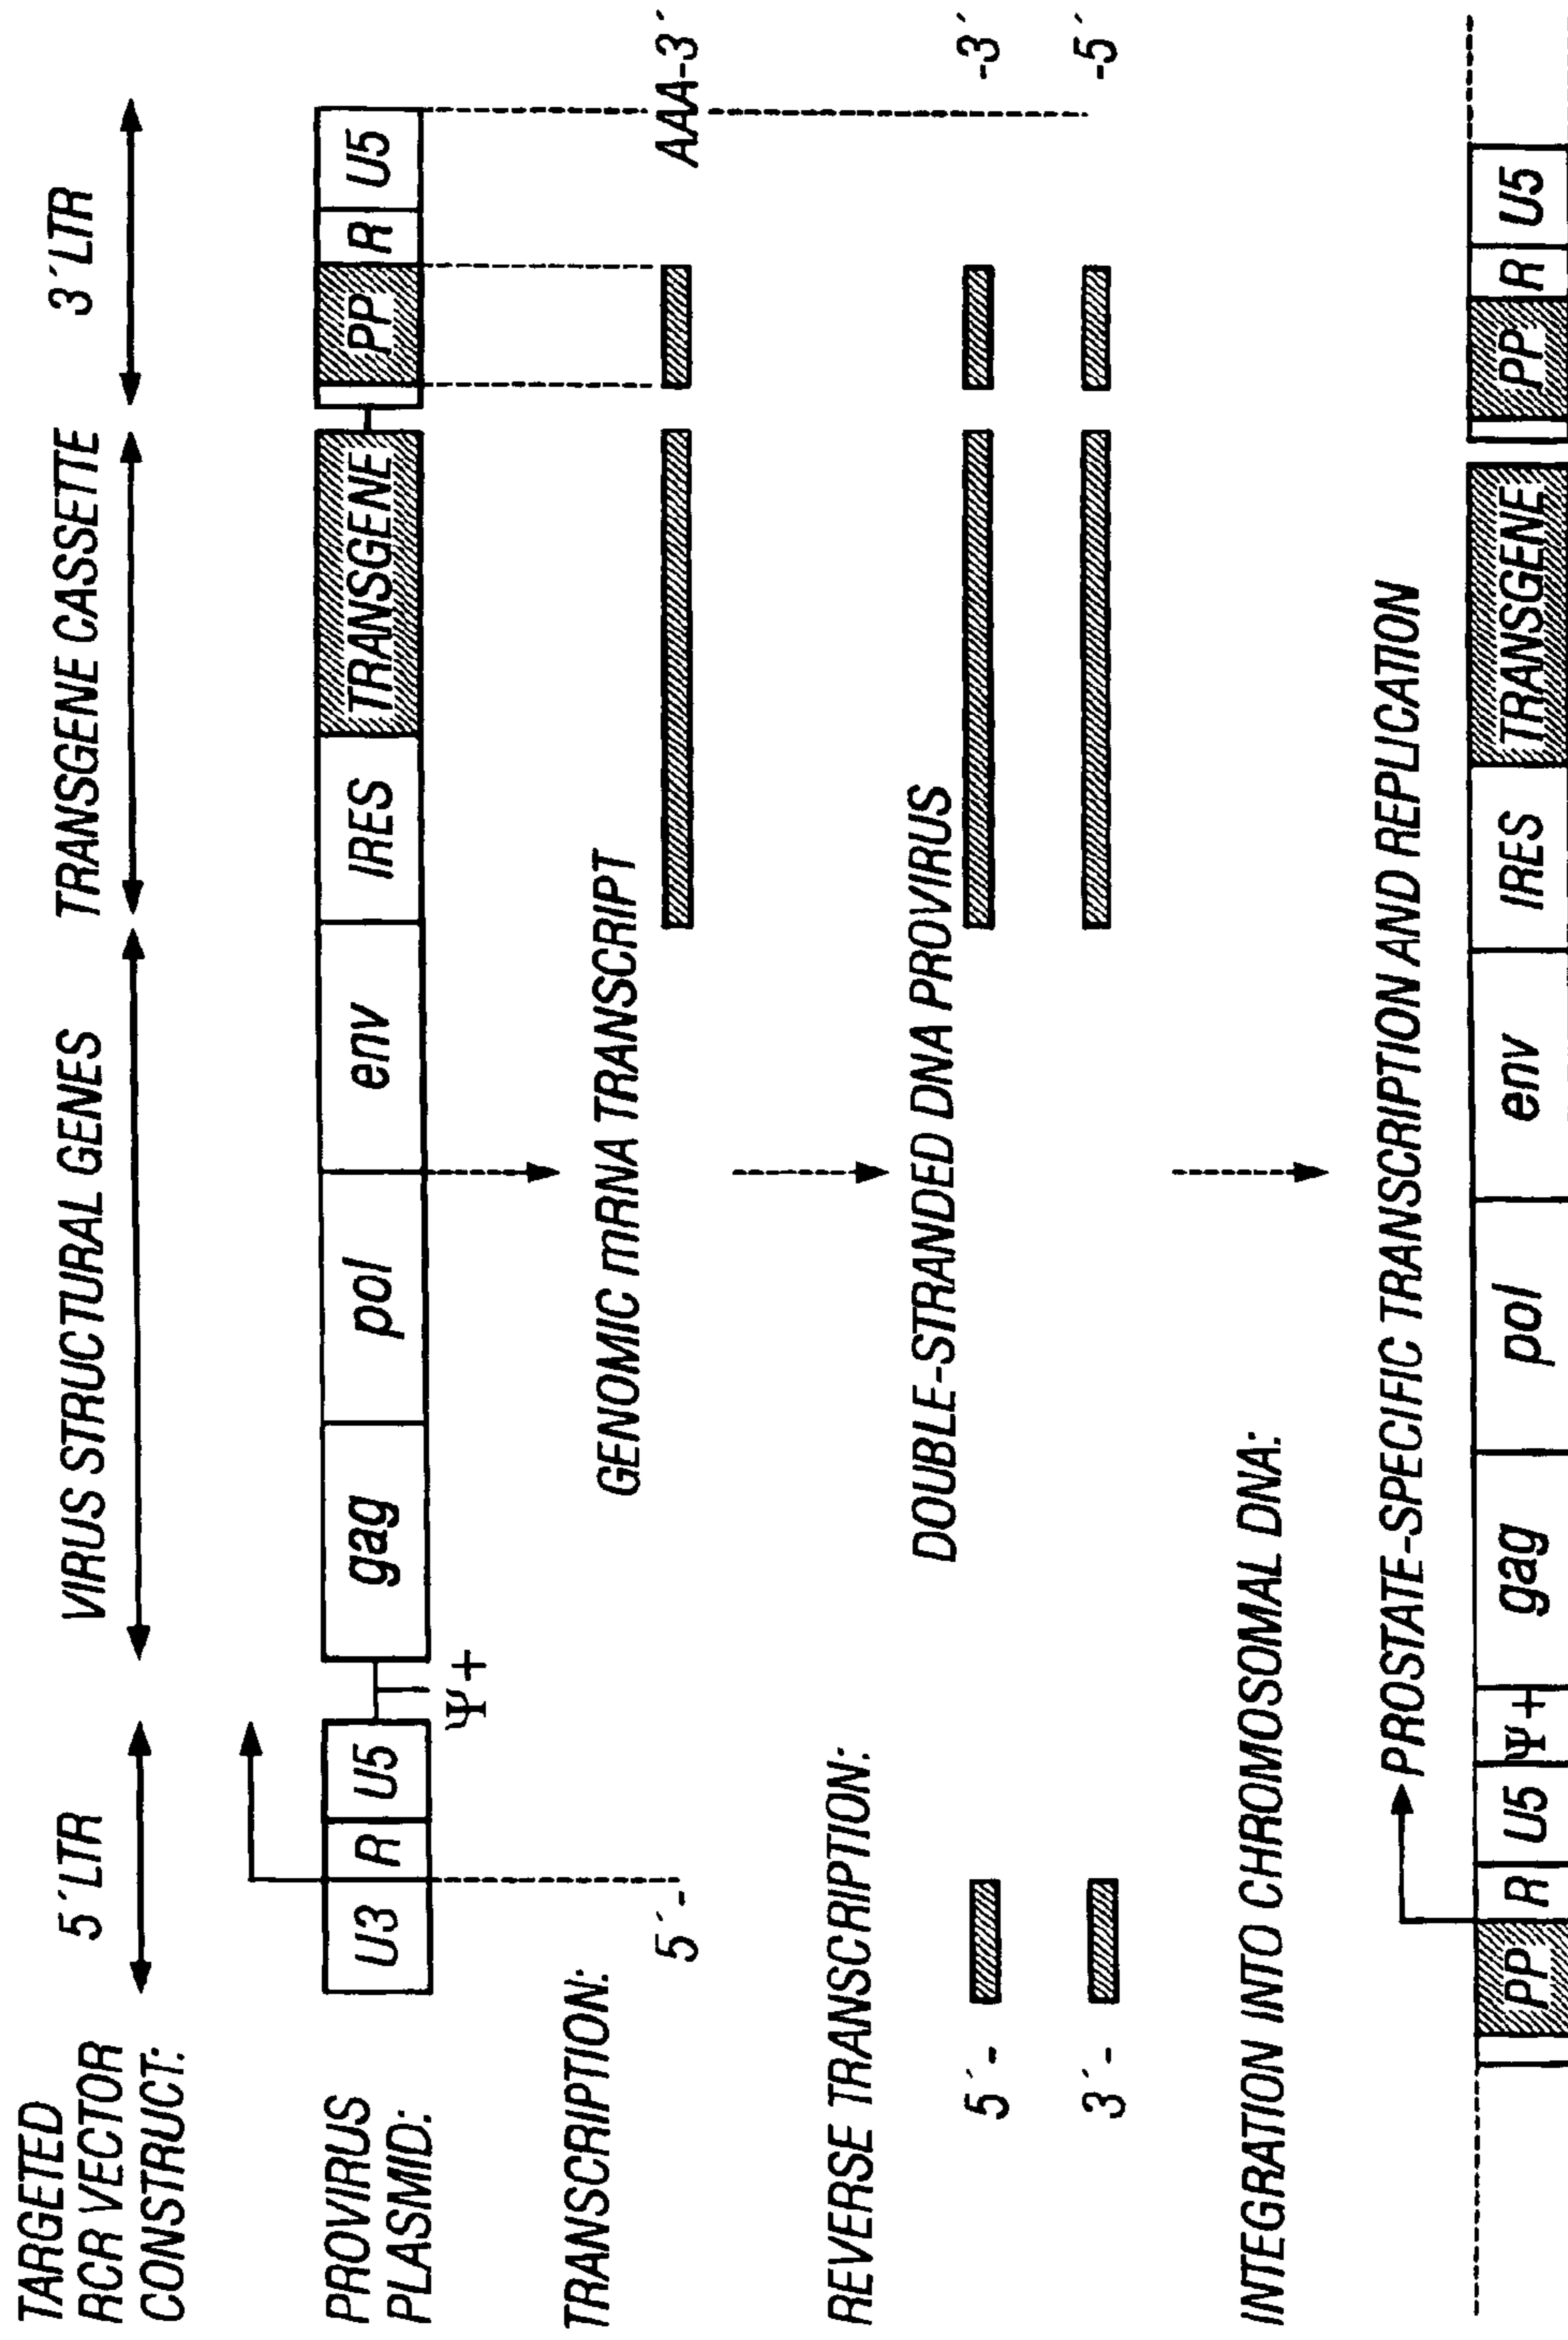 TARGETED
RCR VECTOR
CONSTRUCT:
5´LTR
VIRUS STRUCTURAL GENES
TRANSGENE CASSETTE
3´LTR
PROVIRUS
PLASMID:
U3 R U5
Ψ+
gag pol env IRES TRANSGENE PP R U5
TRANSCRIPTION:
GENOMIC mRNA TRANSCRIPT
5´-
AAA-3´
REVERSE TRANSCRIPTION:
DOUBLE-STRANDED DNA PROVIRUS
5´- -3´
3´- -5´
INTEGRATION INTO CHROMOSOMAL DNA:
PROSTATE-SPECIFIC TRANSCRIPTION AND REPLICATION
PP R U5 Ψ+ gag pol env IRES TRANSGENE PP R U5